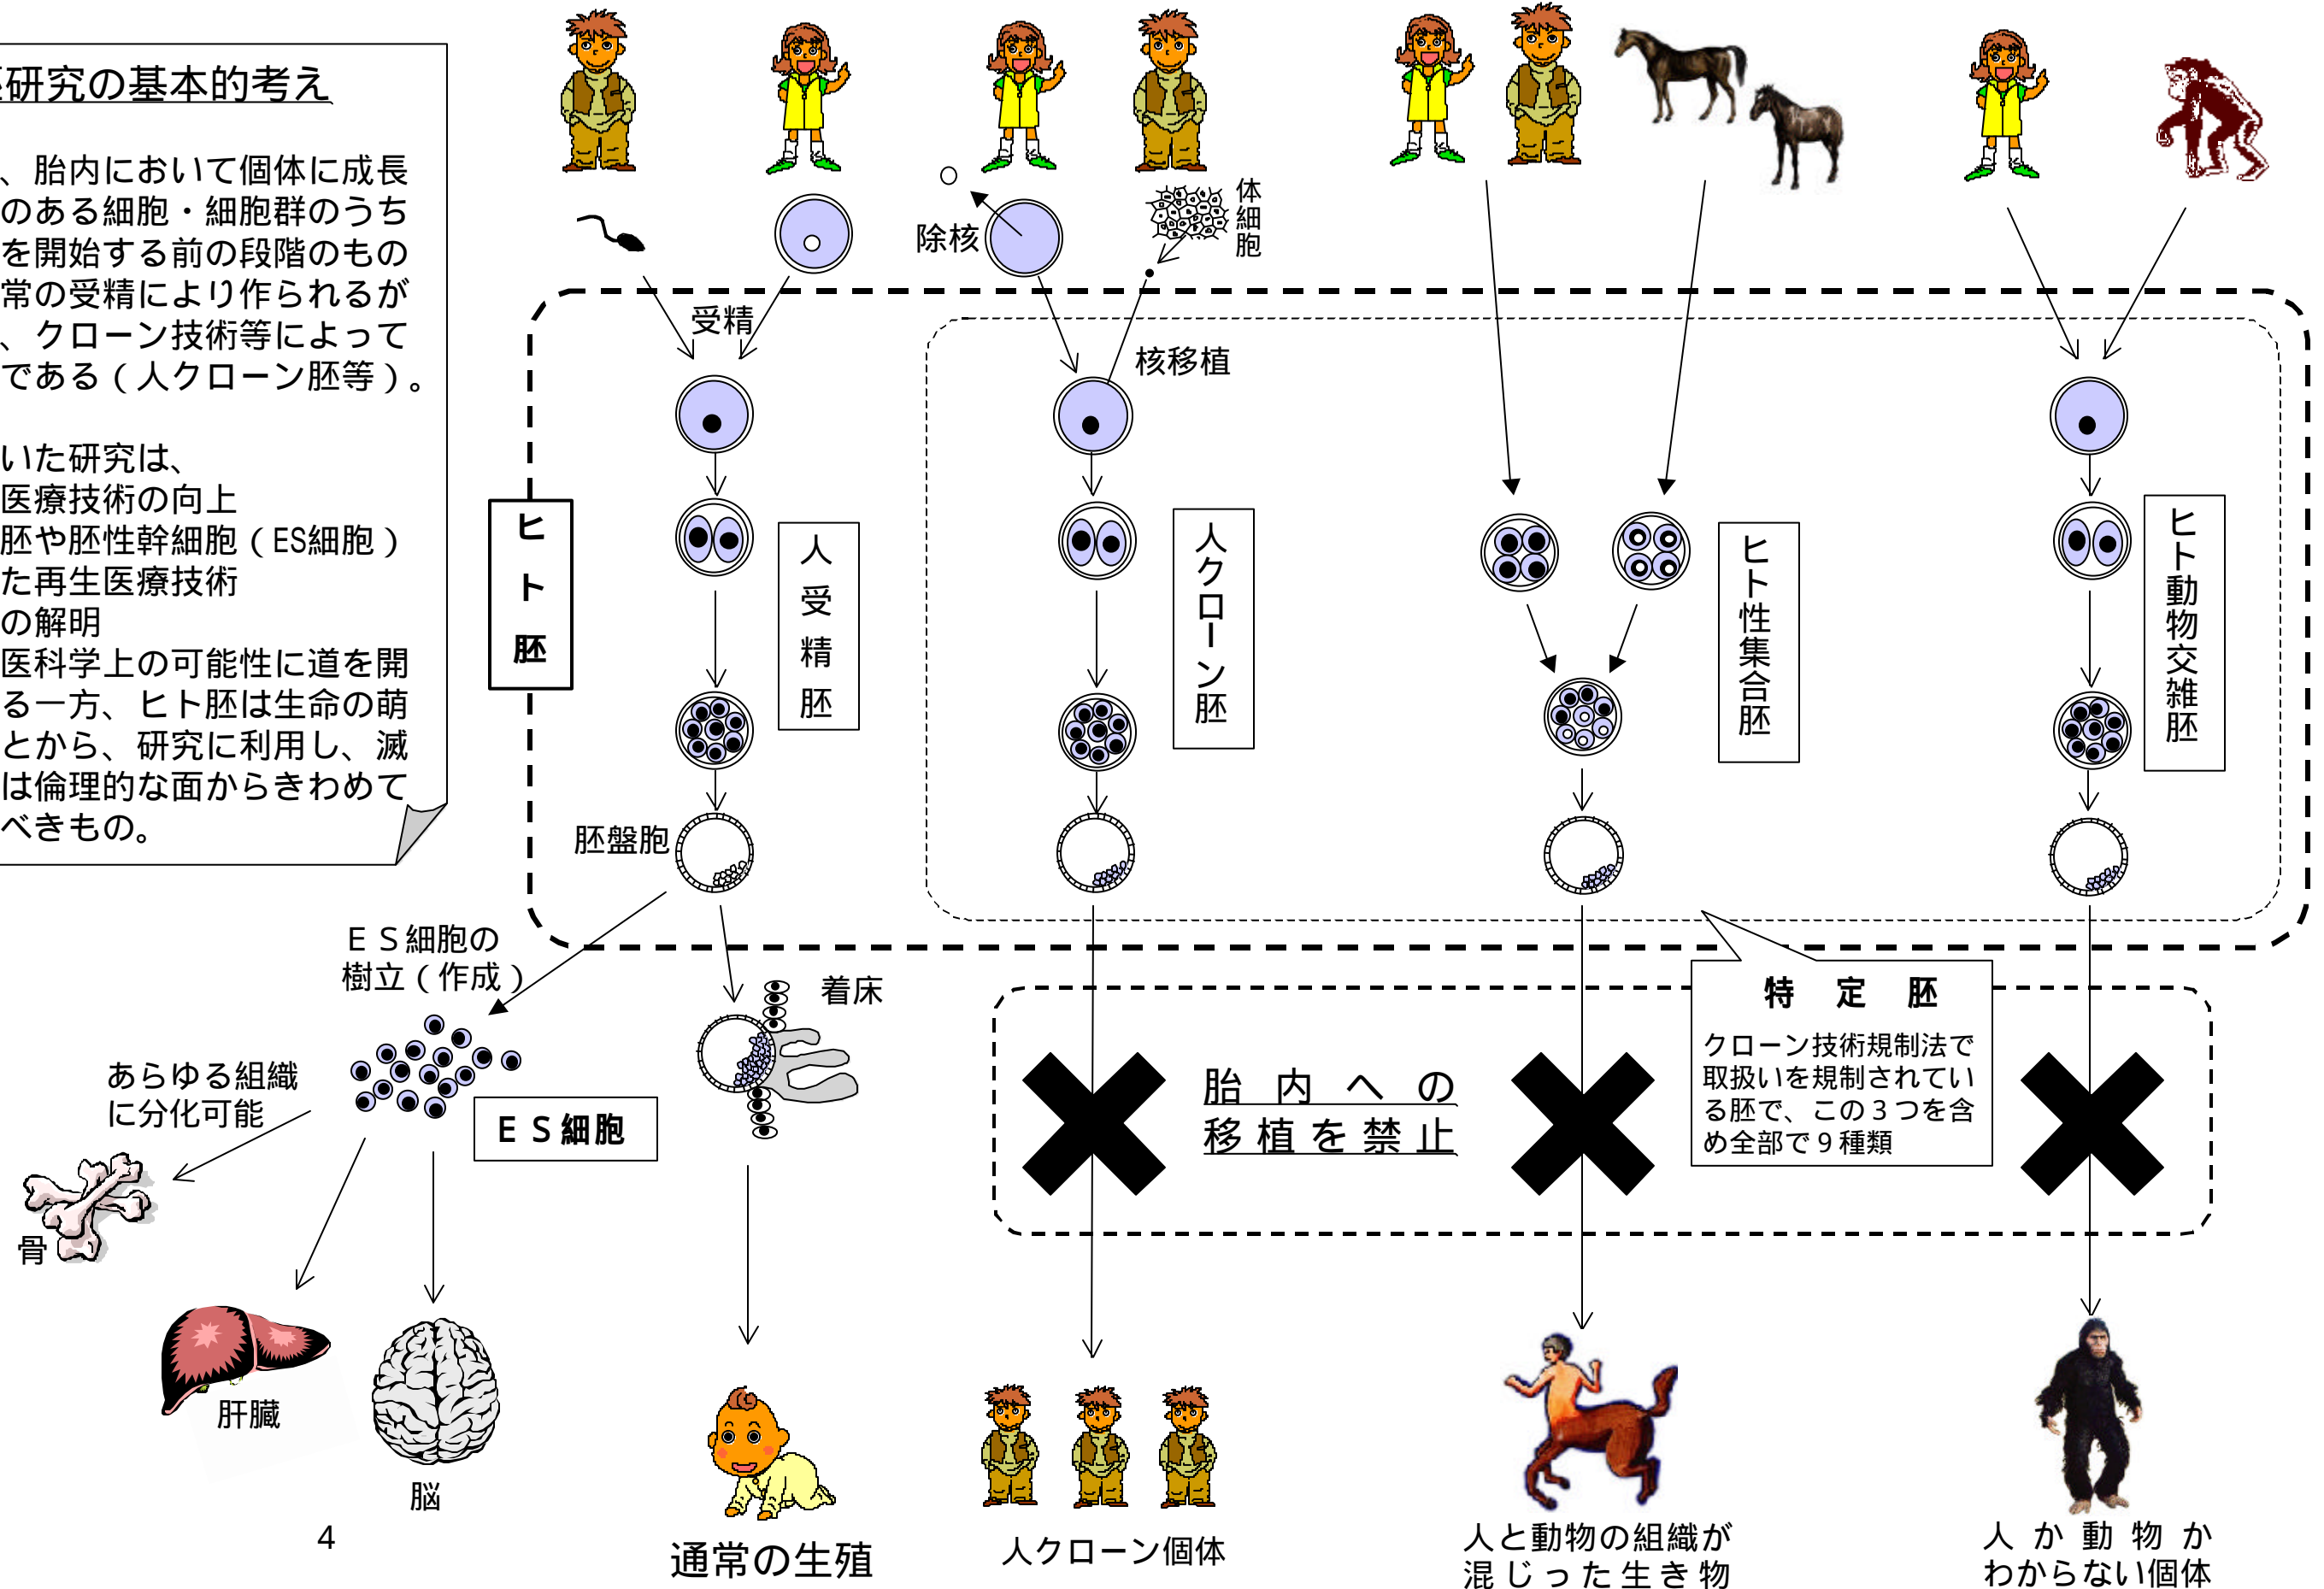 研究の基本的考え
、胎内において個体に成長
のある細胞・細胞群のうち
を開始する前の段階のもの
常の受精により作られるが
、クローン技術等によって
である（人クローン胚等）。
いた研究は、
医療技術の向上
胚や胚性幹細胞（ES細胞）
た再生医療技術
の解明
医科学上の可能性に道を開
る一方、ヒト胚は生命の萌
とから、研究に利用し、滅
は倫理的な面からきわめて
べきもの。
除核
体細胞
受精
核移植
ヒト胚
人受精胚
人クローン胚
ヒト性集合胚
ヒト動物交雑胚
胚盤胞
ＥＳ細胞の
樹立（作成）
着床
あらゆる組織
に分化可能
ＥＳ細胞
胎内への
移植を禁止
特定胚
クローン技術規制法で
取扱いを規制されてい
る胚で、この３つを含
め全部で９種類
骨
肝臓
脳
4
通常の生殖
人クローン個体
人と動物の組織が
混じった生き物
人か動物か
わからない個体